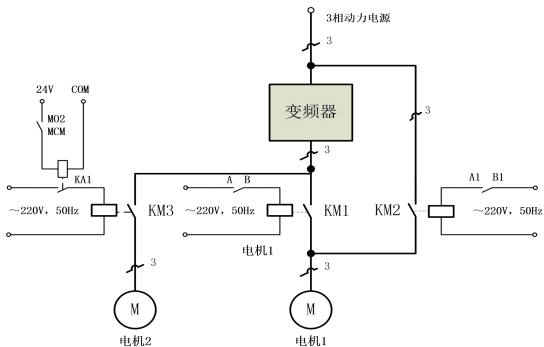 3相动力电源
3
3
24V COM
变频器
MO2
MCM
3
KA1
A B
A1 B1
～220V，50Hz
KM3
～220V，50Hz
KM1
KM2
～220V，50Hz
电机1
3
3
M
M
电机2
电机1